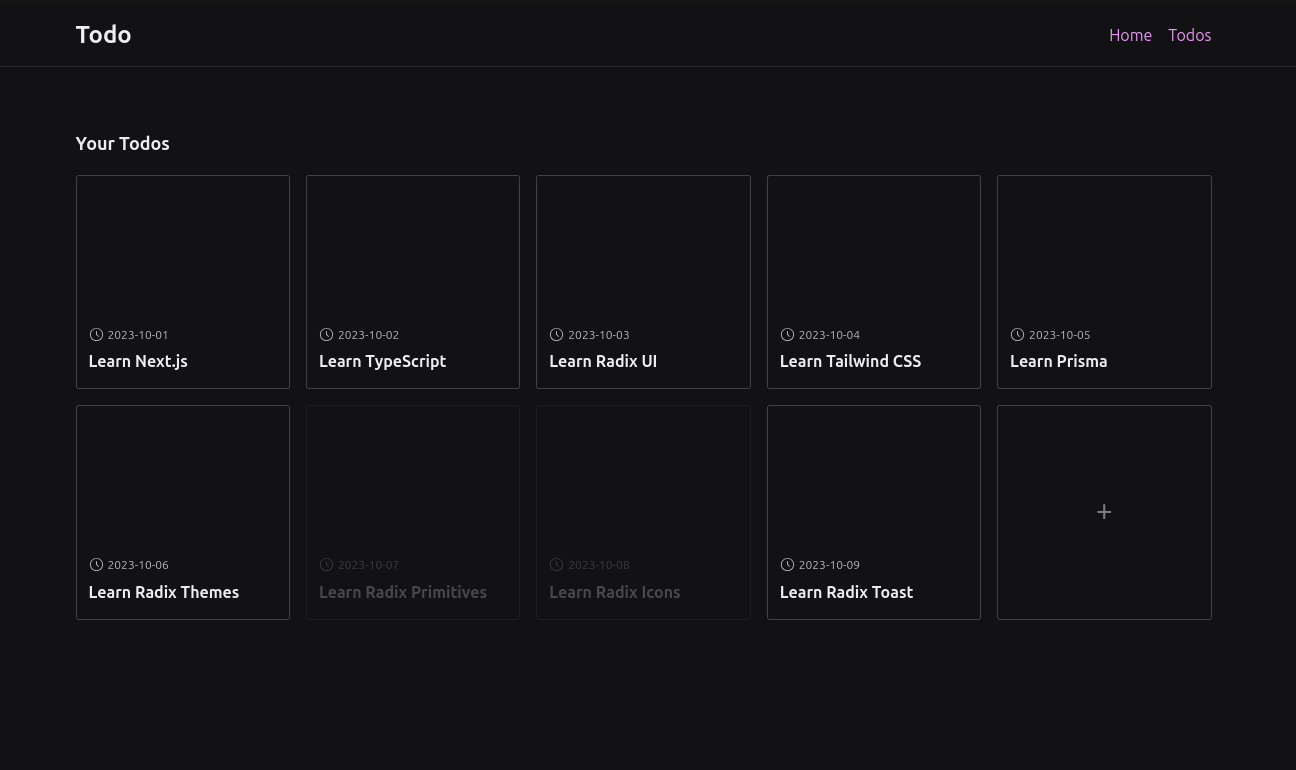 Todo
Home Todos
Your Todos
2023-10-01
Learn Next.js
2023-10-02
Learn TypeScript
2023-10-03
Learn Radix UI
2023-10-04
Learn Tailwind CSS
2023-10-05
Learn Prisma
2023-10-06
Learn Radix Themes
2023-10-07
Learn Radix Primitives
2023-10-08
Learn Radix Icons
2023-10-09
Learn Radix Toast
+